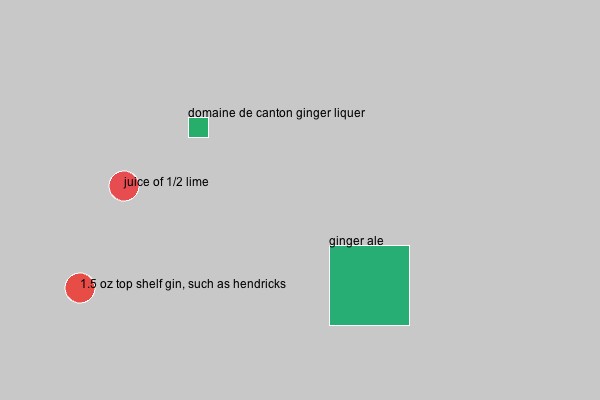 domaine de canton ginger liquer
juice of 1/2 lime
ginger ale
1.5 oz top shelf gin, such as hendricks